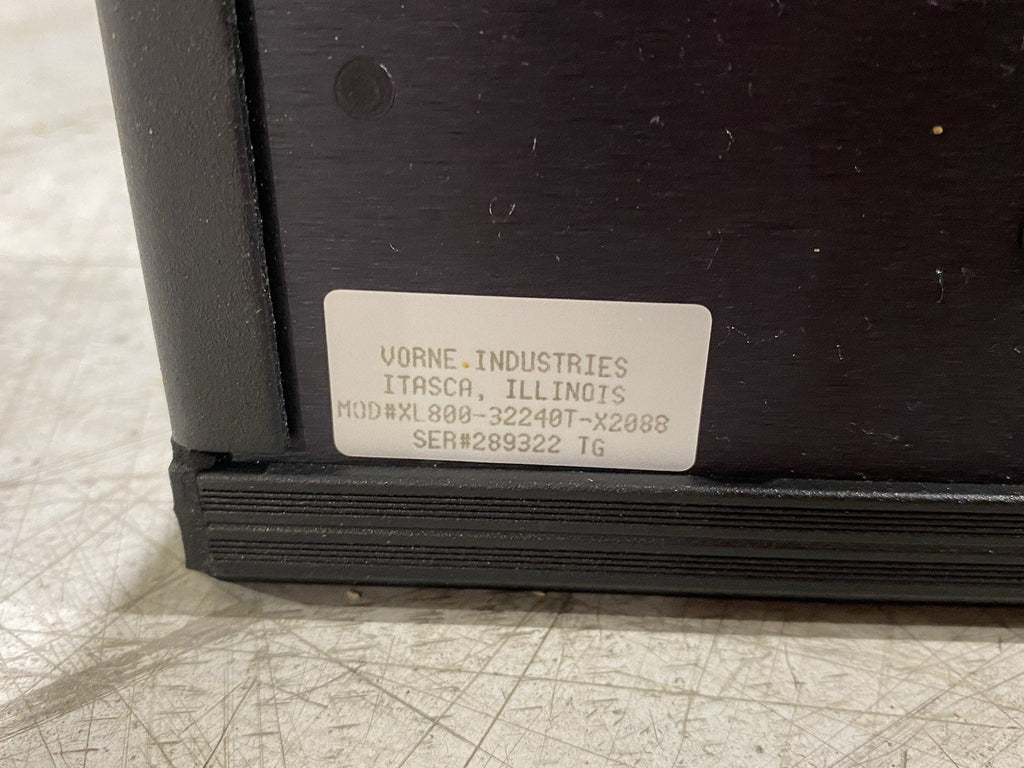 VORNE INDUSTRIES
ITASCA, ILLINOIS
MOD#XL800-32240T-X2088
SER#289322 TG